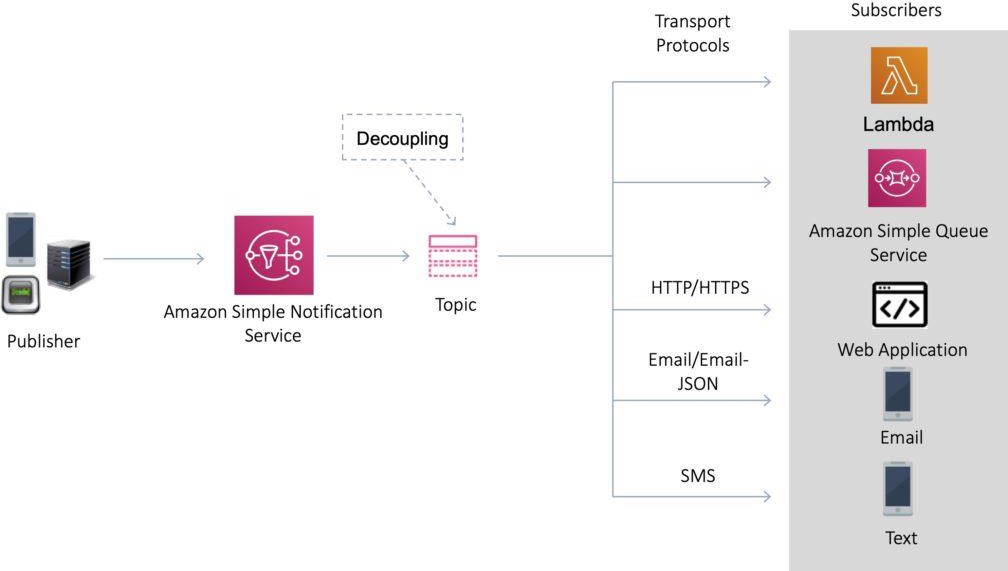 Transport
Protocols
Subscribers
Lambda
Decoupling
Amazon Simple Queue
Service
Publisher
Amazon Simple Notification
Service
Topic
HTTP/HTTPS
Web Application
Email/Email-
JSON
Email
SMS
Text